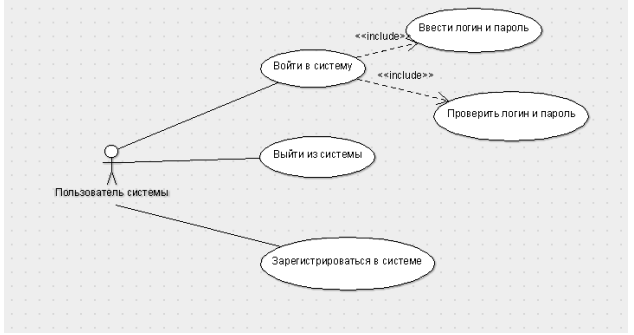 Ввести логин и пароль
<<include>>
Войти в систему
<<include>>
Проверить логин и пароль
Выйти из системы
Пользователь системы
Зарегистрироваться в системе